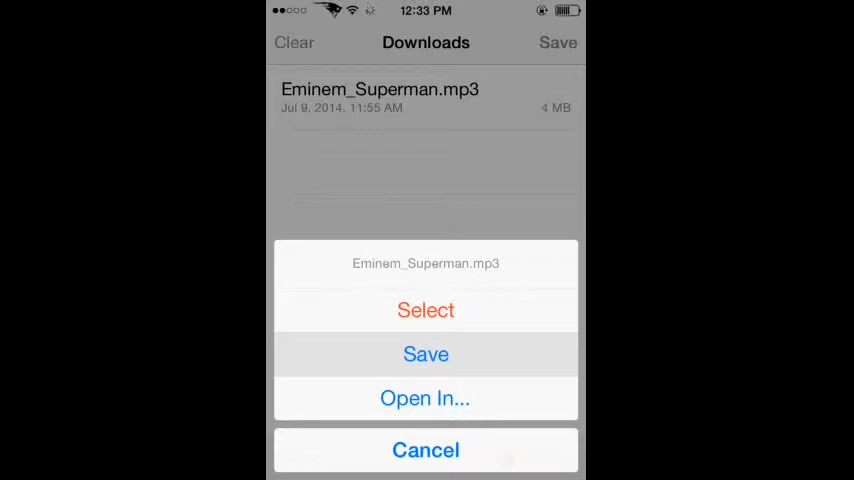 12:33 PM
Clear Downloads Save
Eminem_Superman.mp3
Jul 9, 2014, 11:55 AM 4 MB
Eminem_Superman.mp3
Select
Save
Open In...
Cancel